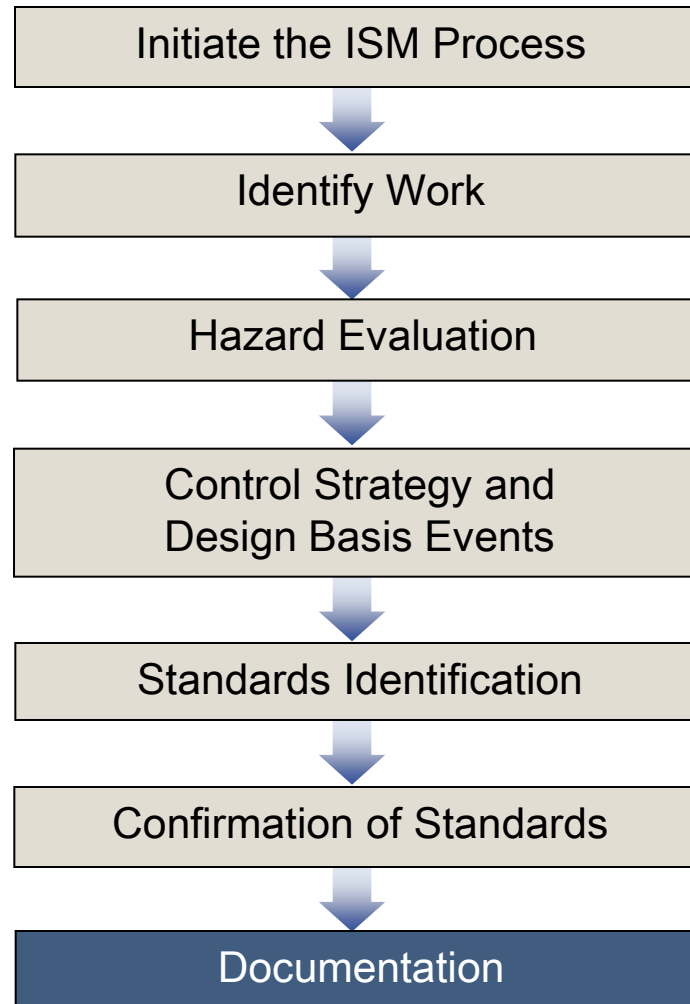 Initiate the ISM Process
Identify Work
Hazard Evaluation
Control Strategy and
Design Basis Events
Standards Identification
Confirmation of Standards
Documentation